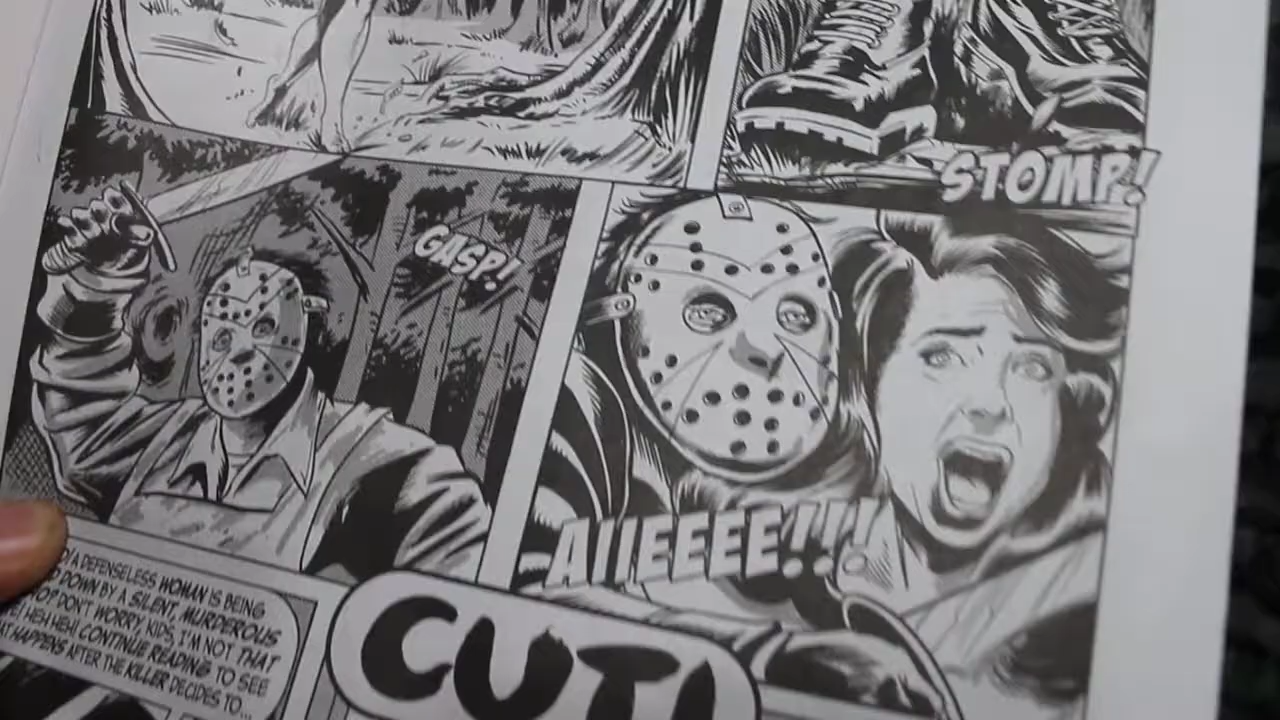 STOMP!
GASP!
AIIEEEE!!!
A DEFENSELESS WOMAN IS BEING
DOWN BY A SILENT, MURDEROUS
HEH HEH! CONTINUE READING TO SEE
DON'T WORRY KIDS, I'M NOT THAT
HAPPENS AFTER THE KILLER DECIDES TO...
CUT!